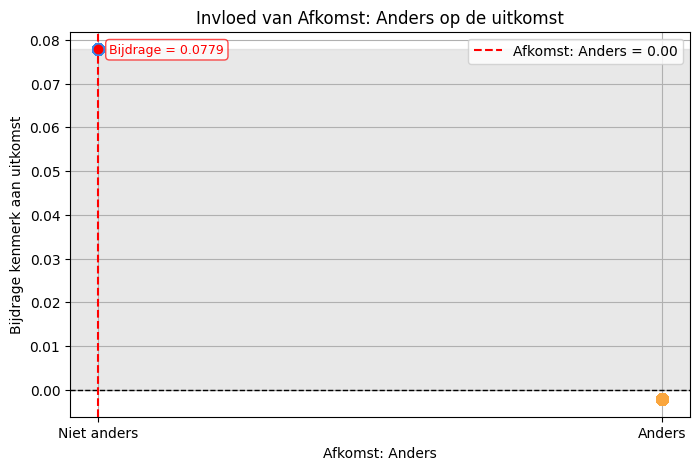 Invloed van Afkomst: Anders op de uitkomst
Bijdrage kenmerk aan uitkomst
0.08
0.07
0.06
0.05
0.04
0.03
0.02
0.01
0.00
Bijdrage = 0.0779
Afkomst: Anders = 0.00
Niet anders
Anders
Afkomst: Anders